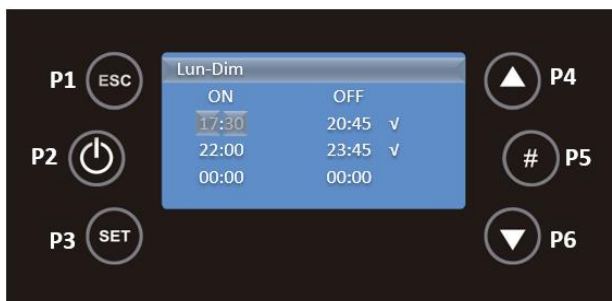 P1 ESC
P2
P3 SET
Lun-Dim
ON OFF
17:30 20:45 √
22:00 23:45 √
00:00 00:00
P4
# P5
P6